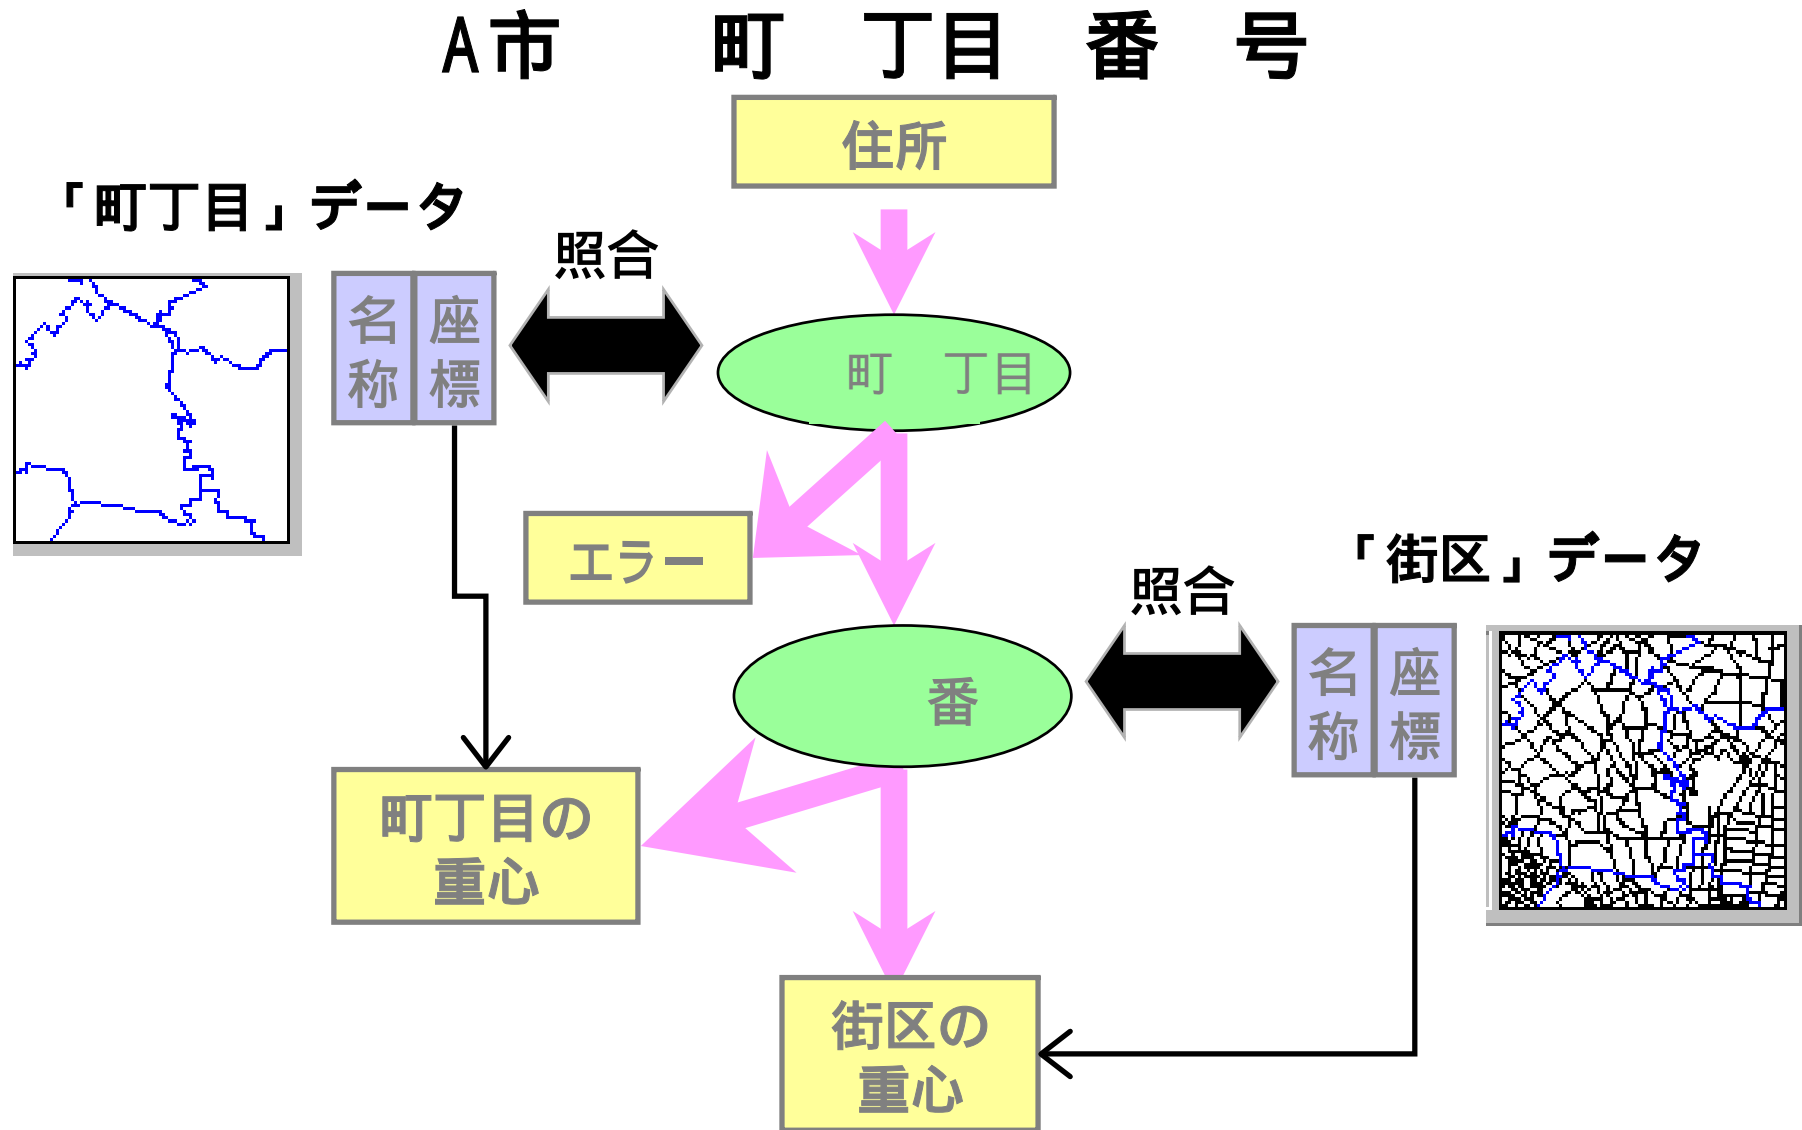 A市　　町　丁目　番　号
住所
「町丁目」データ
照合
名称
座標
町　丁目
エラー
「街区」データ
照合
番
名称
座標
町丁目の
重心
街区の
重心